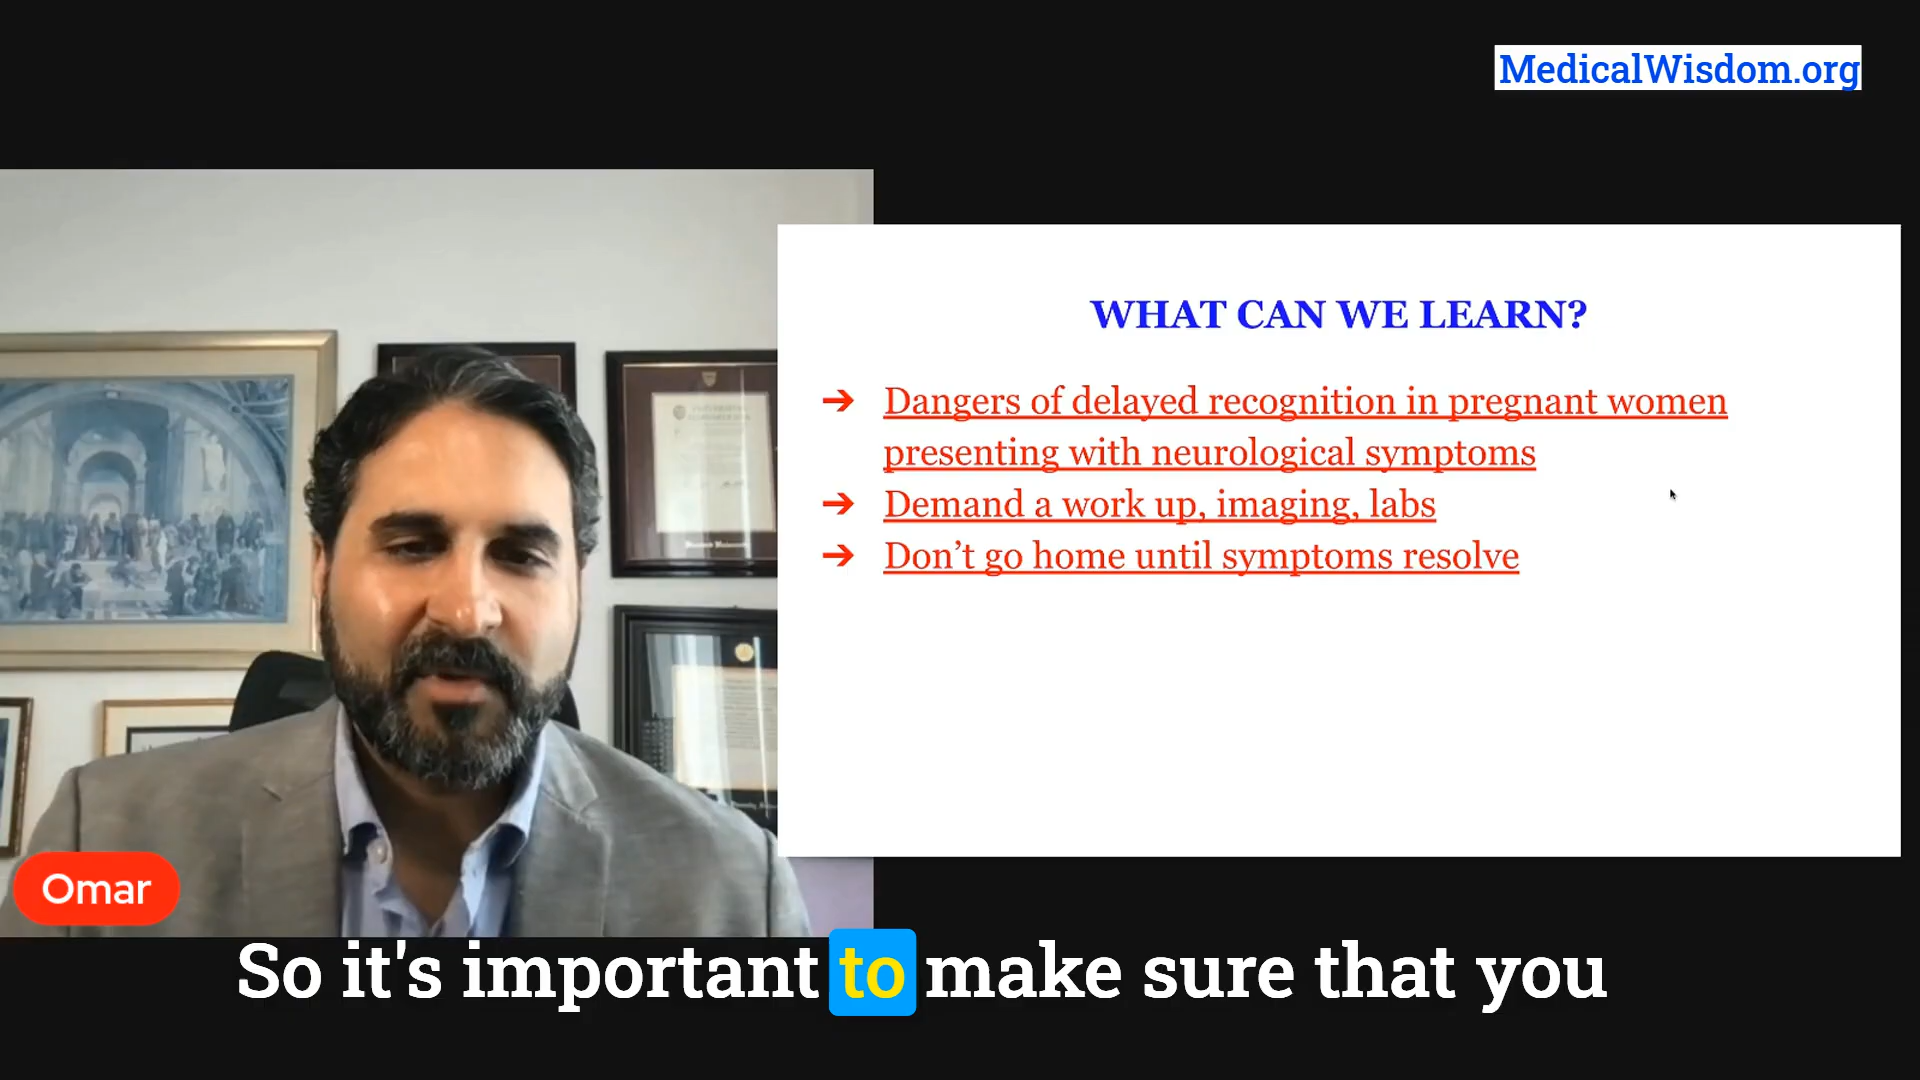 MedicalWisdom.org
WHAT CAN WE LEARN?
➔ Dangers of delayed recognition in pregnant women
presenting with neurological symptoms
➔ Demand a work up, imaging, labs
➔ Don’t go home until symptoms resolve
Omar
So it's important to make sure that you